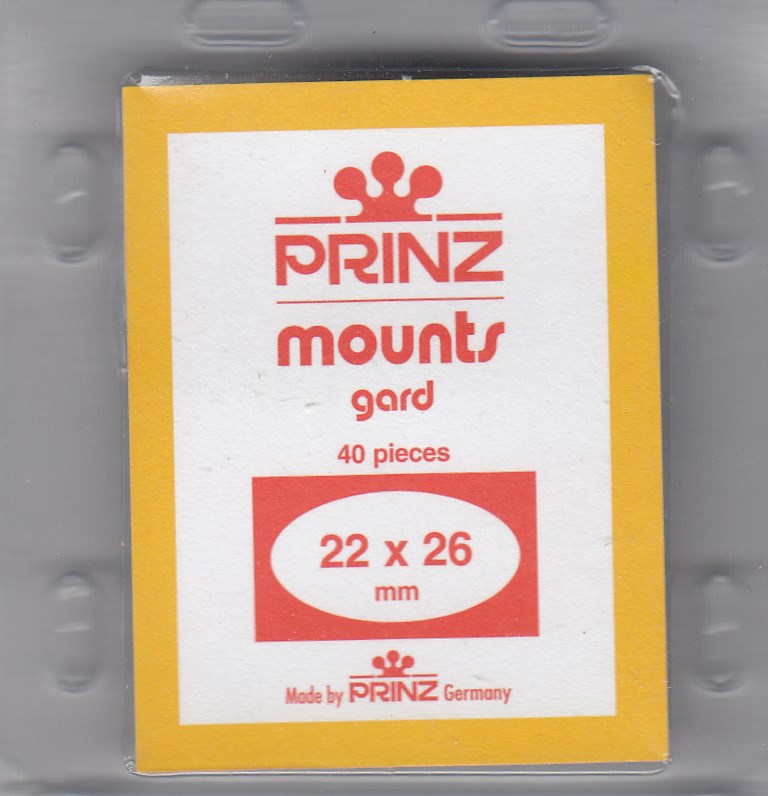 PRINZ
mounts
gard
40 pieces
22 x 26
mm
Made by PRINZ Germany